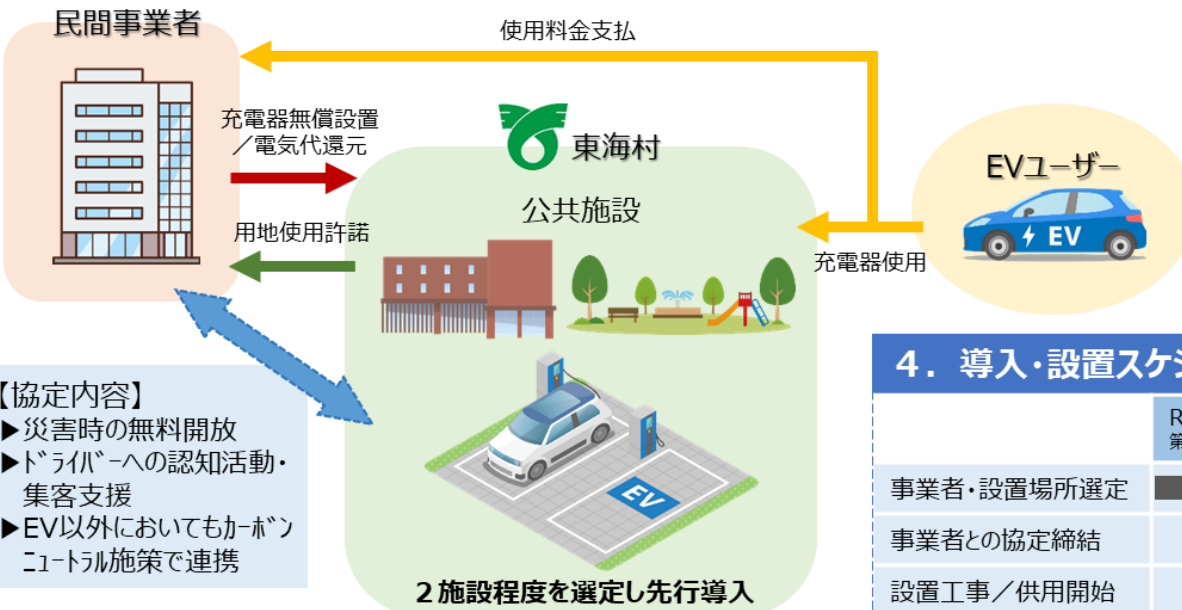 民間事業者
使用料金支払
充電器無償設置
／電気代還元
東海村
EVユーザー
公共施設
用地使用許諾
充電器使用
EV
【協定内容】
▶災害時の無料開放
▶ﾄﾞﾗｲﾊﾞｰへの認知活動・
集客支援
▶EV以外においてもｶｰﾎﾞﾝ
ﾆｭｰﾄﾗﾙ施策で連携
EV
２施設程度を選定し先行導入
４．導入・設置スケジ
R
第
事業者・設置場所選定
事業者との協定締結
設置工事／供用開始